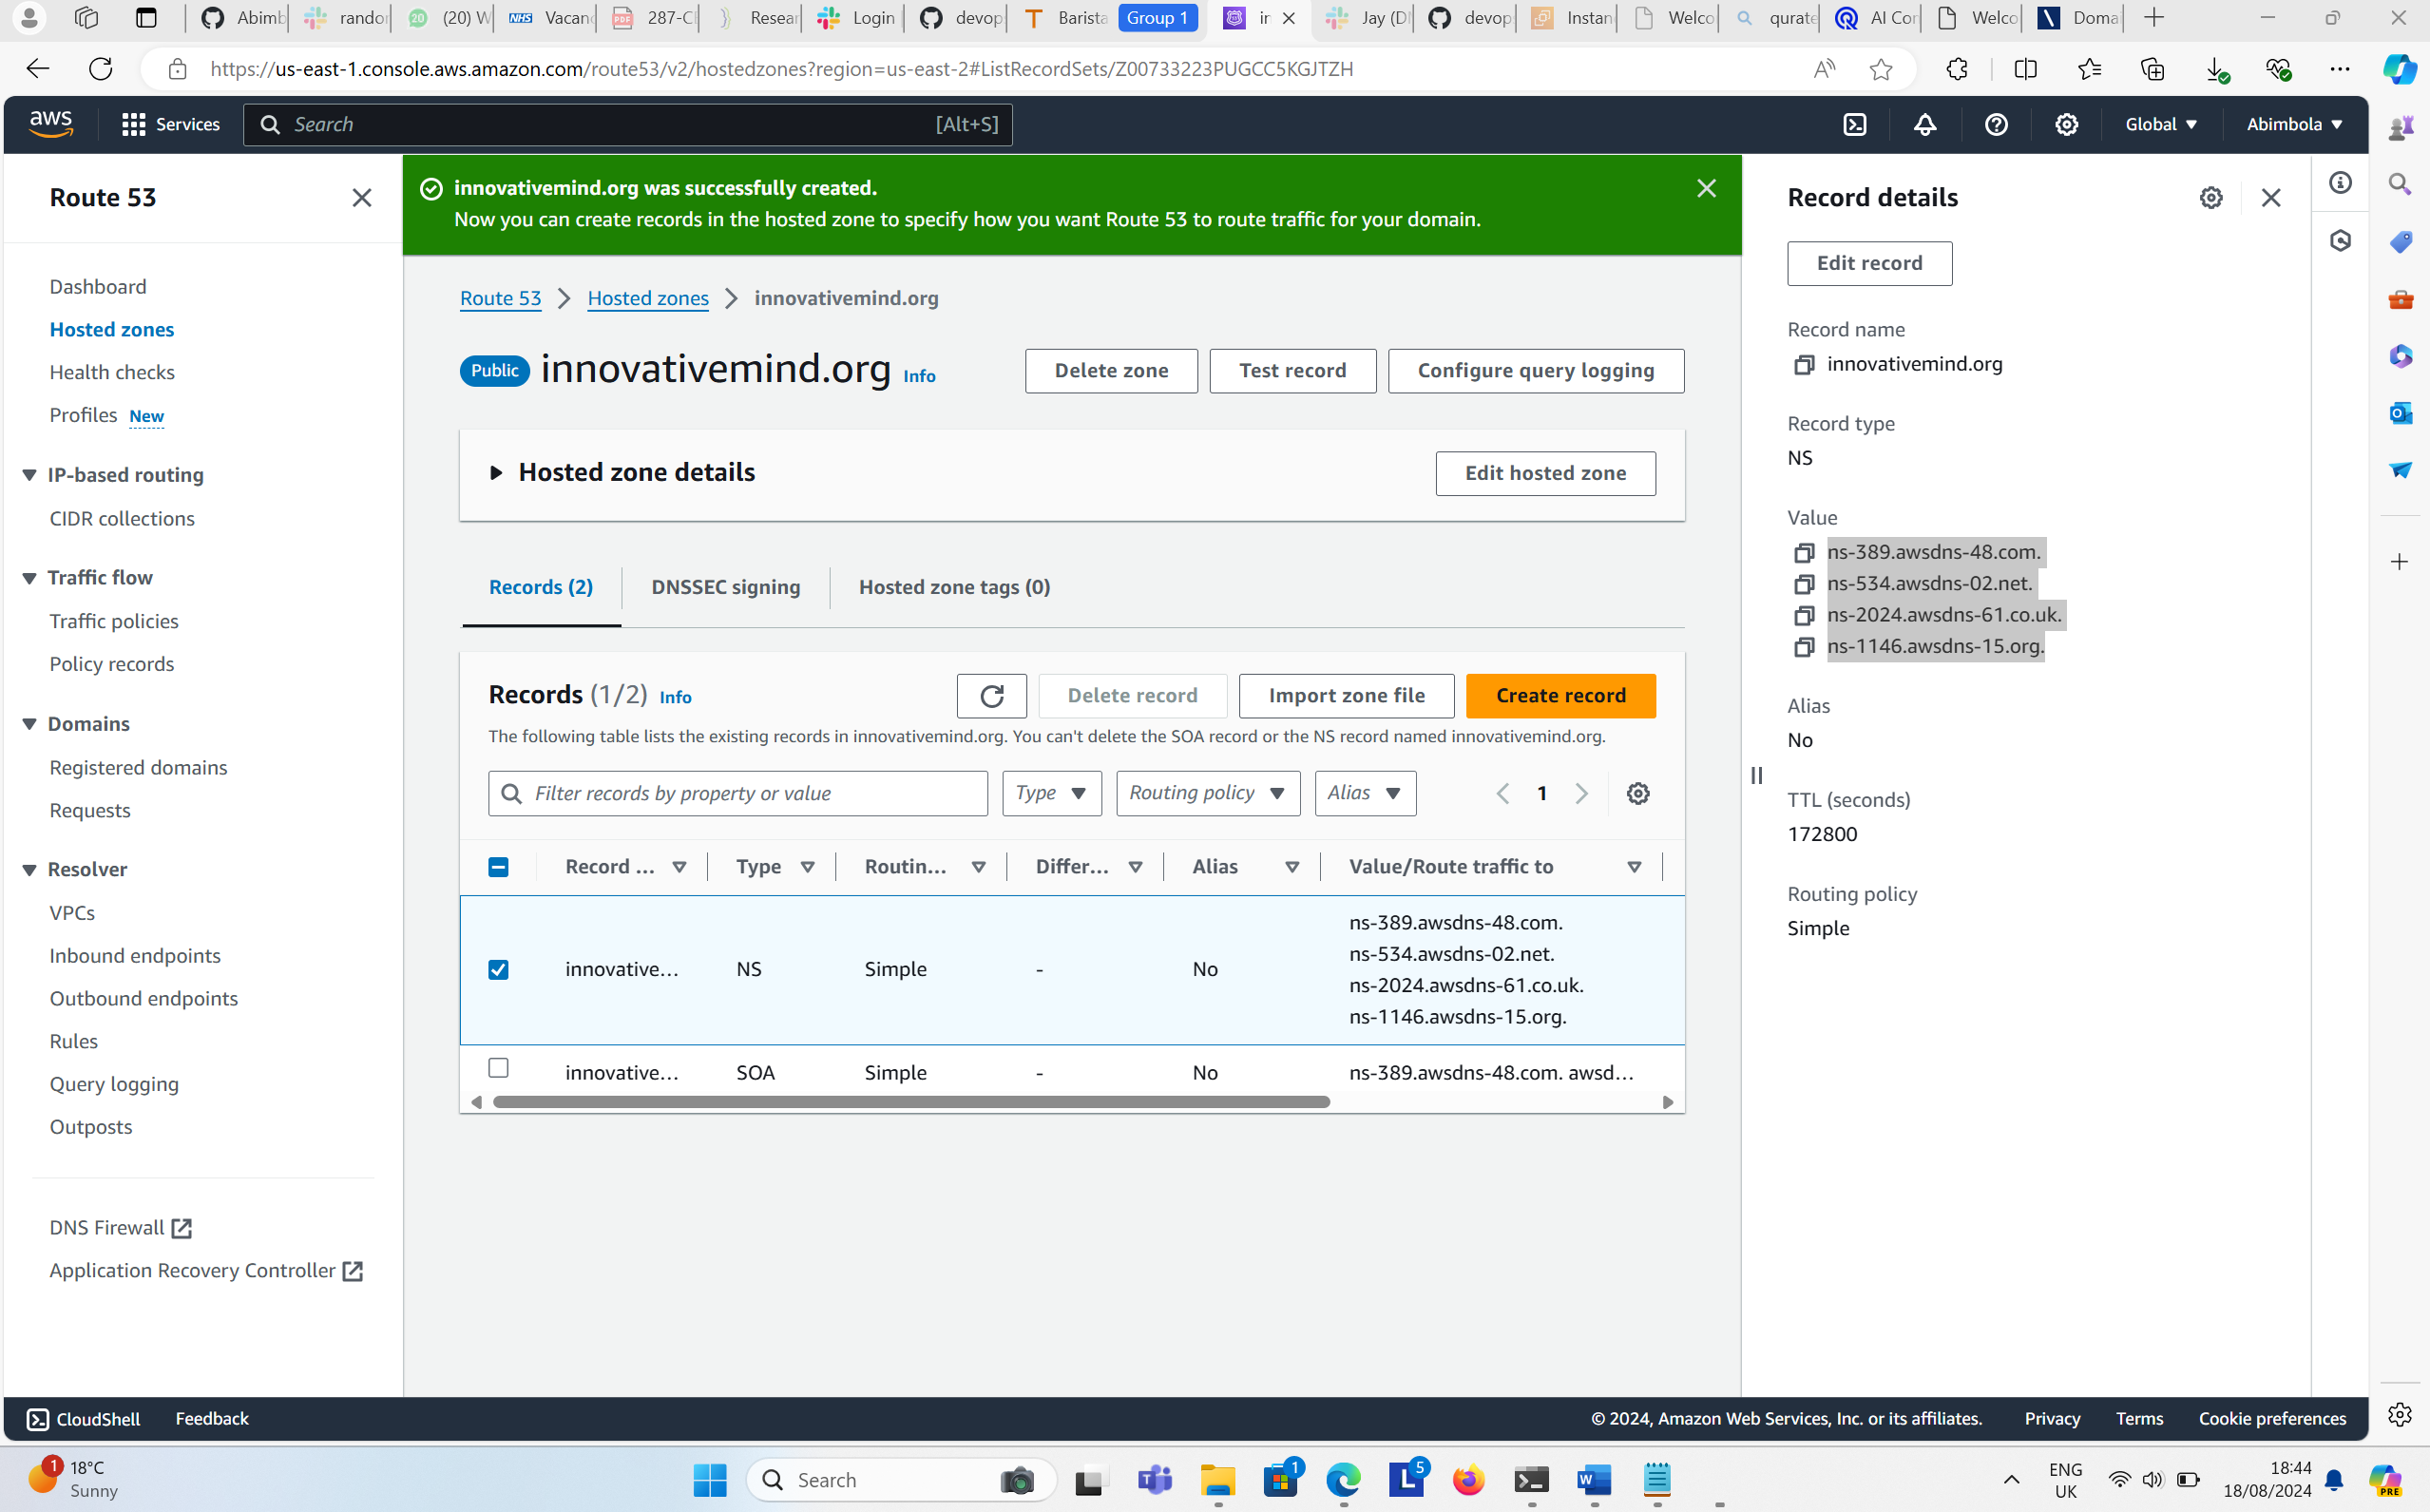 Abimb
randor
20
(20) W
NHS
Vacan
PDF
287-Cl
Resear
Login
devop
T
Barista
Group 1
Jay (D
devop
Instan
Welco
qurate
AI Cor
Welco
Domai
https://us-east-1.console.aws.amazon.com/route53/v2/hostedzones?region=us-east-2#ListRecordSets/Z00733223PUGCC5KGJTZH
aws
Services
Search
[Alt+S]
Global
Abimbola
Route 53
Dashboard
Hosted zones
Health checks
Profiles New
IP-based routing
CIDR collections
Traffic flow
Traffic policies
Policy records
Domains
Registered domains
Requests
Resolver
VPCs
Inbound endpoints
Outbound endpoints
Rules
Query logging
Outposts
DNS Firewall
Application Recovery Controller
innovativemind.org was successfully created.
Now you can create records in the hosted zone to specify how you want Route 53 to route traffic for your domain.
Route 53 > Hosted zones > innovativemind.org
Public innovativemind.org Info
Delete zone
Test record
Configure query logging
Hosted zone details
Edit hosted zone
Records (2)
DNSSEC signing
Hosted zone tags (0)
Records (1/2) Info
Delete record
Import zone file
Create record
The following table lists the existing records in innovativemind.org. You can't delete the SOA record or the NS record named innovativemind.org.
Filter records by property or value
Type
Routing policy
Alias
1
Record ...
Type
Routin...
Differ...
Alias
Value/Route traffic to
innovative...
NS
Simple
-
No
ns-389.awsdns-48.com.
ns-534.awsdns-02.net.
ns-2024.awsdns-61.co.uk.
ns-1146.awsdns-15.org.
innovative...
SOA
Simple
-
No
ns-389.awsdns-48.com. awsd...
Record details
Edit record
Record name
innovativemind.org
Record type
NS
Value
ns-389.awsdns-48.com.
ns-534.awsdns-02.net.
ns-2024.awsdns-61.co.uk.
ns-1146.awsdns-15.org.
Alias
No
TTL (seconds)
172800
Routing policy
Simple
CloudShell
Feedback
© 2024, Amazon Web Services, Inc. or its affiliates.
Privacy
Terms
Cookie preferences
1
18°C
Sunny
Search
1
L
5
W
ENG
UK
18:44
18/08/2024
PRE